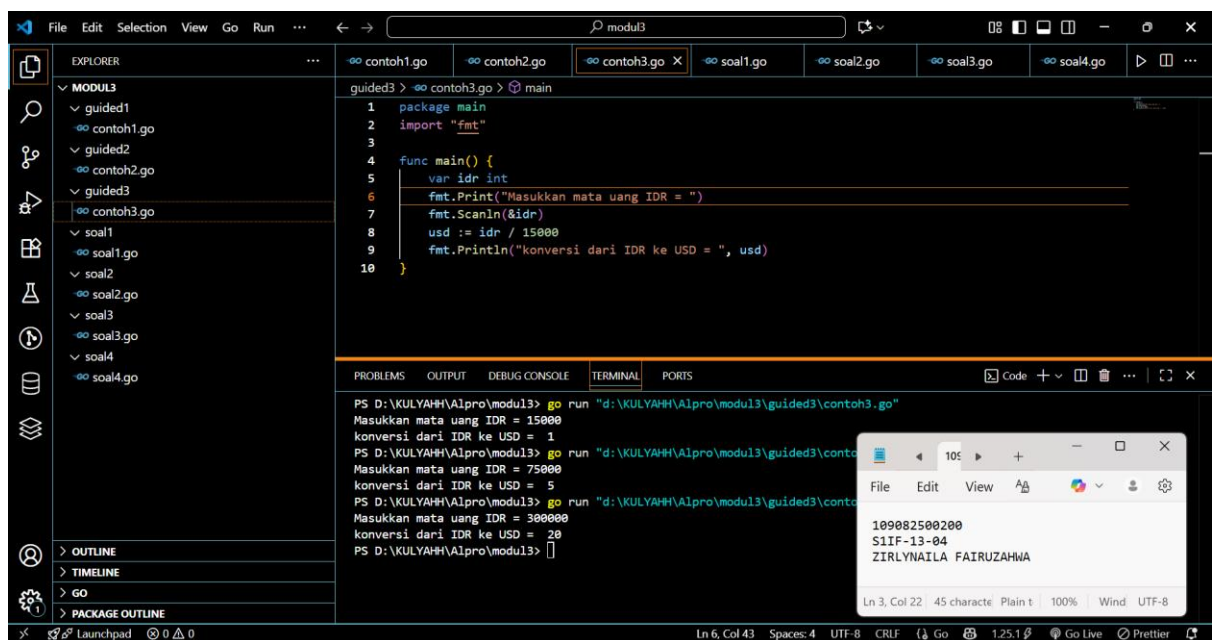 File Edit Selection View Go Run ···
modul3
EXPLORER ···
MODUL3
guided1
contoh1.go
guided2
contoh2.go
guided3
contoh3.go
soal1
soal1.go
soal2
soal2.go
soal3
soal3.go
soal4
soal4.go
OUTLINE
TIMELINE
GO
PACKAGE OUTLINE
contoh1.go contoh2.go contoh3.go soal1.go soal2.go soal3.go soal4.go
guided3 > contoh3.go > main
1 package main
2 import "fmt"
3
4 func main() {
5 var idr int
6 fmt.Print("Masukkan mata uang IDR = ")
7 fmt.Scanln(&idr)
8 usd := idr / 15000
9 fmt.Println("konversi dari IDR ke USD = ", usd)
10 }
PROBLEMS OUTPUT DEBUG CONSOLE TERMINAL PORTS Code
PS D:\KULYAHH\Alpro\modul3> go run "d:\KULYAHH\Alpro\modul3\guided3\contoh3.go"
Masukkan mata uang IDR = 15000
konversi dari IDR ke USD =  1
PS D:\KULYAHH\Alpro\modul3> go run "d:\KULYAHH\Alpro\modul3\guided3\conto
Masukkan mata uang IDR = 75000
konversi dari IDR ke USD =  5
PS D:\KULYAHH\Alpro\modul3> go run "d:\KULYAHH\Alpro\modul3\guided3\conto
Masukkan mata uang IDR = 300000
konversi dari IDR ke USD =  20
PS D:\KULYAHH\Alpro\modul3>
109
File Edit View
109082500200
S1IF-13-04
ZIRLYNAILA FAIRUZAHWA
Ln 3, Col 22 45 characte Plain t 100% Wind UTF-8
Launchpad 0 0 Ln 6, Col 43 Spaces: 4 UTF-8 CRLF Go 1.25.1 Go Live Prettier